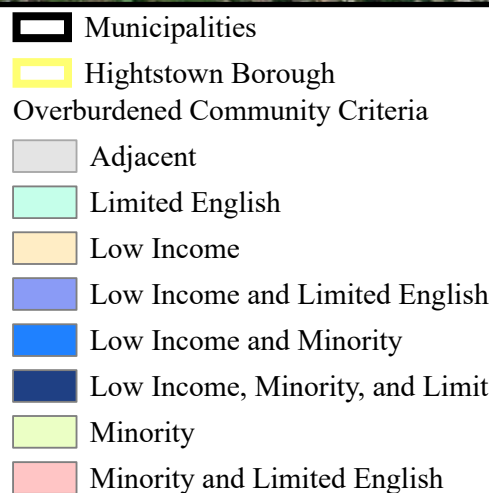 Municipalities
Hightstown Borough
Overburdened Community Criteria
Adjacent
Limited English
Low Income
Low Income and Limited English
Low Income and Minority
Low Income, Minority, and Limit
Minority
Minority and Limited English